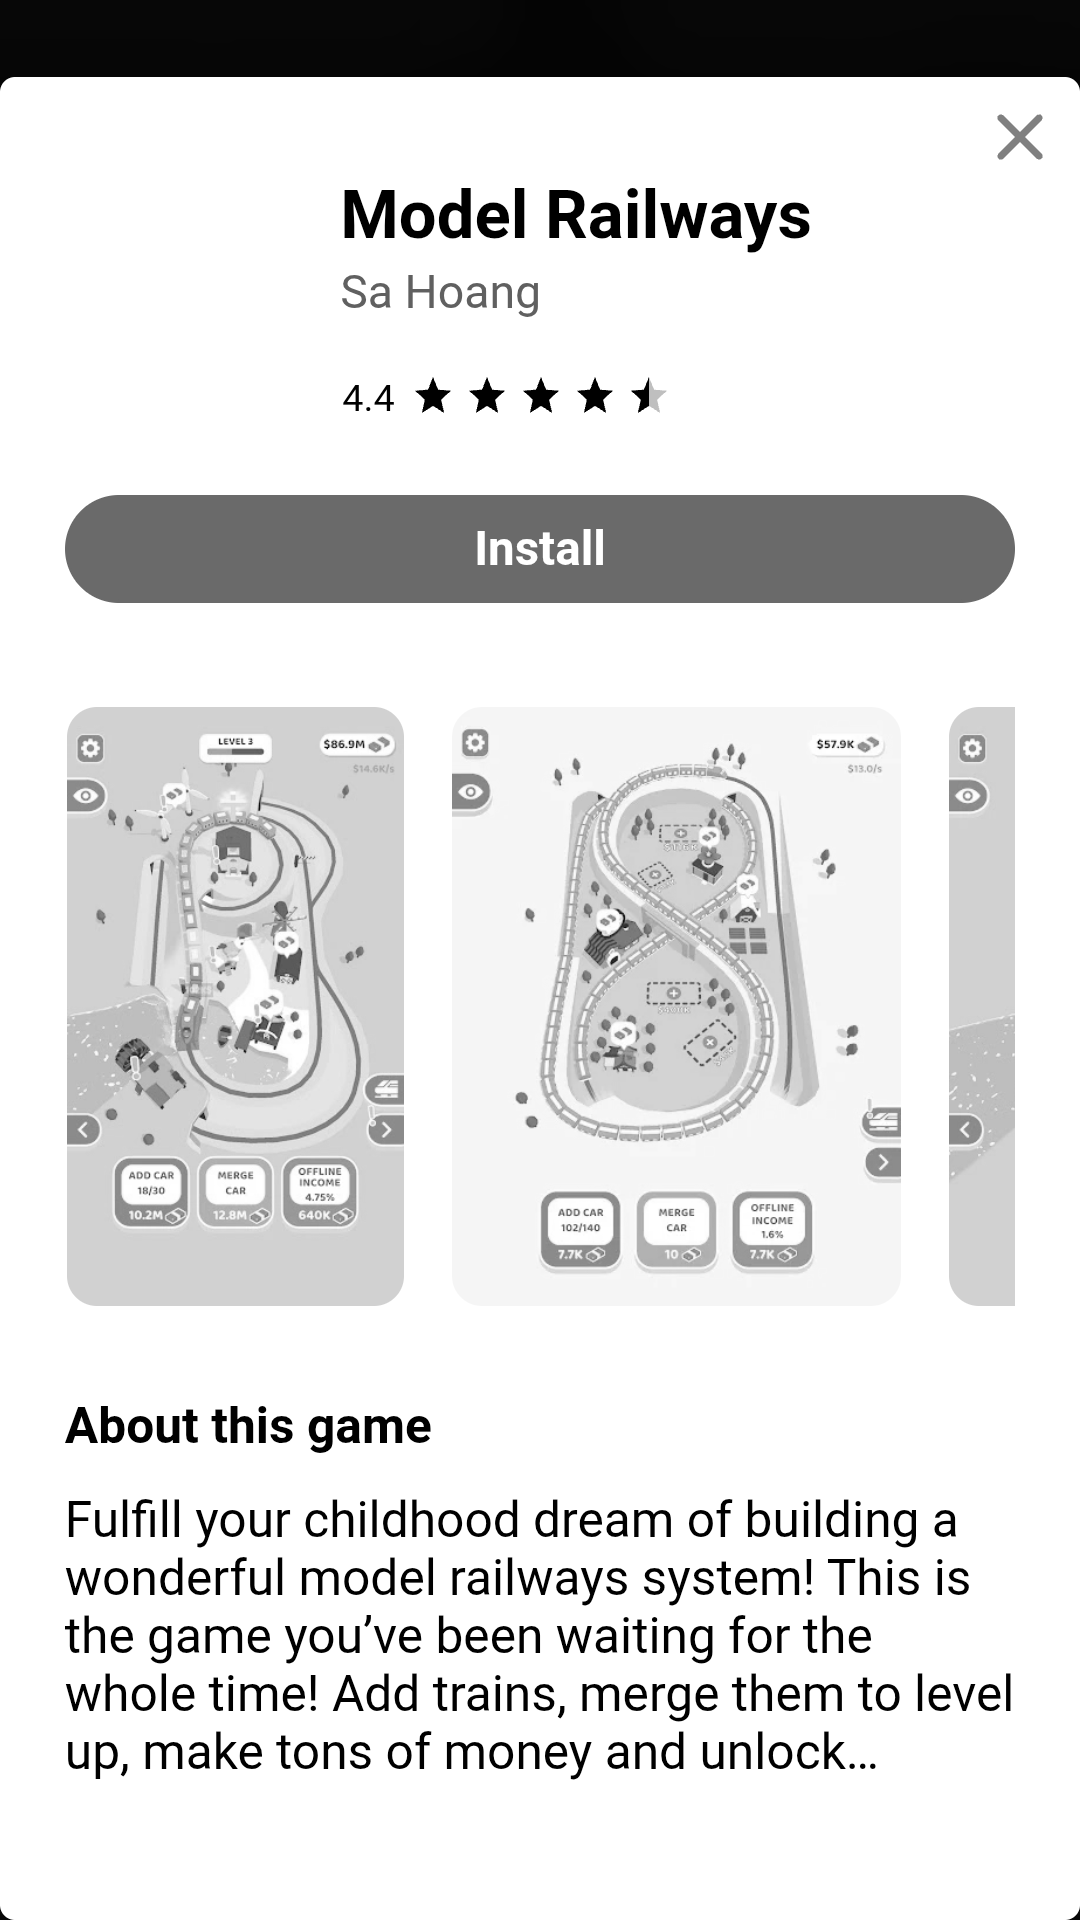 Model Railways
Sa Hoang
4.4
Install
LEVEL 3
$86.9M
$14.6K/s
ADD CAR
18/30
10.2M
MERGE
CAR
12.8M
OFFLINE
INCOME
4.75%
640K
$57.9K
$13.0/s
ADD CAR
102/140
7.7K
MERGE
CAR
10
OFFLINE
INCOME
1.6%
7.7K
About this game
Fulfill your childhood dream of building a
wonderful model railways system! This is
the game you’ve been waiting for the
whole time! Add trains, merge them to level
up, make tons of money and unlock…